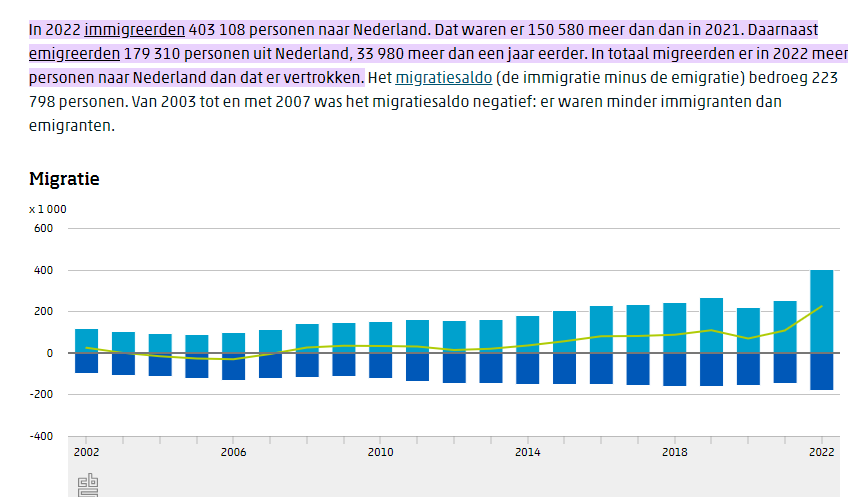 In 2022 immigreerden 403 108 personen naar Nederland. Dat waren er 150 580 meer dan dan in 2021. Daarnaast
emigreerden 179 310 personen uit Nederland, 33 980 meer dan een jaar eerder. In totaal migreerden er in 2022 meer
personen naar Nederland dan dat er vertrokken. Het migratiesaldo (de immigratie minus de emigratie) bedroeg 223
798 personen. Van 2003 tot en met 2007 was het migratiesaldo negatief: er waren minder immigranten dan
emigranten.
Migratie
x 1 000
600
400
200
0
-200
-400
2002 2006 2010 2014 2018 2022